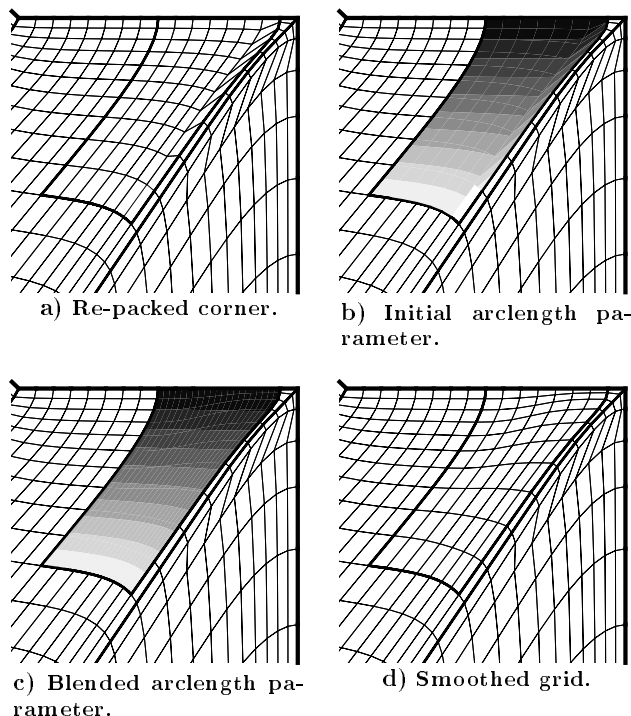 a) Re-packed corner.
b) Initial arclength pa-
rameter.
c) Blended arclength pa-
rameter.
d) Smoothed grid.